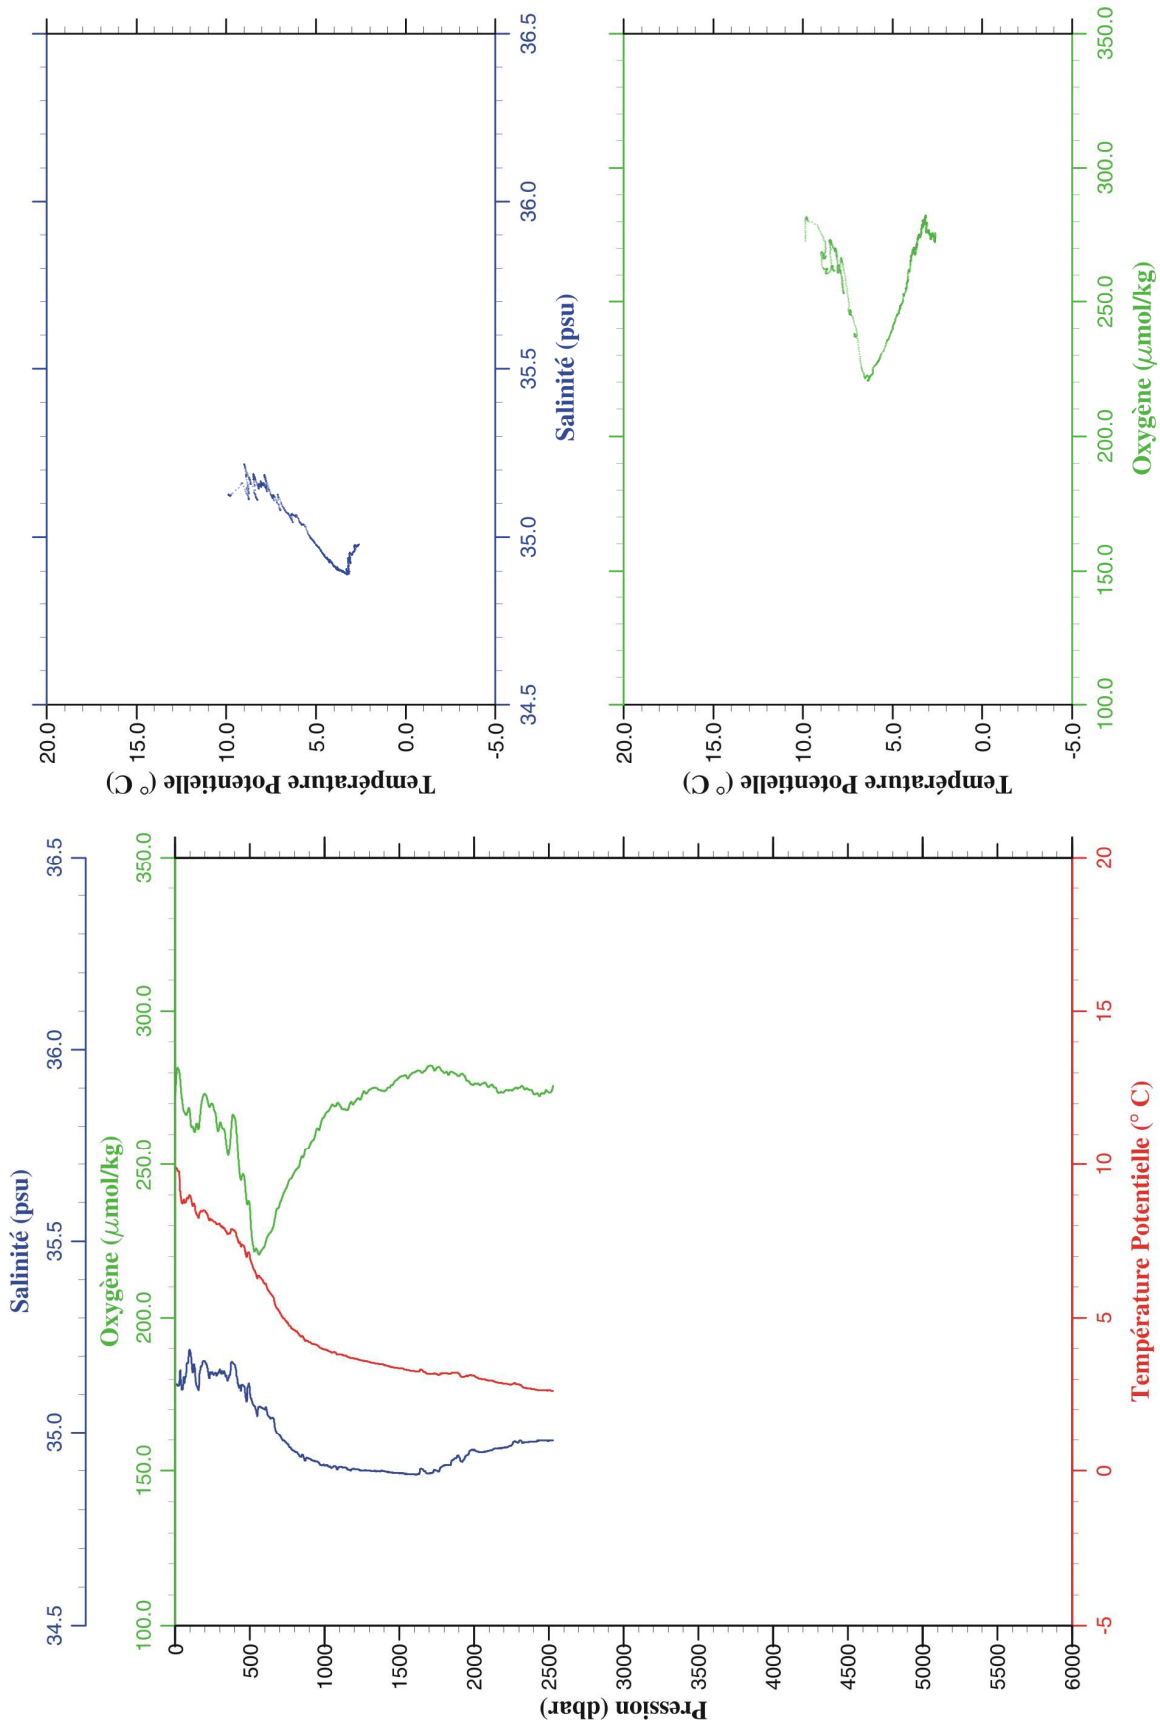 Salinité (psu)
34.5 35.0 35.5 36.0 36.5
Oxygène (μmol/kg)
100.0 150.0 200.0 250.0 300.0 350.0
Pression (dbar)
0
500
1000
1500
2000
2500
3000
3500
4000
4500
5000
5500
6000
-5 0 5 10 15 20
Température Potentielle (° C)
Température Potentielle (° C)
20.0
15.0
10.0
5.0
0.0
-5.0
34.5 35.0 35.5 36.0 36.5
Salinité (psu)
Température Potentielle (° C)
20.0
15.0
10.0
5.0
0.0
-5.0
100.0 150.0 200.0 250.0 300.0 350.0
Oxygène (μmol/kg)